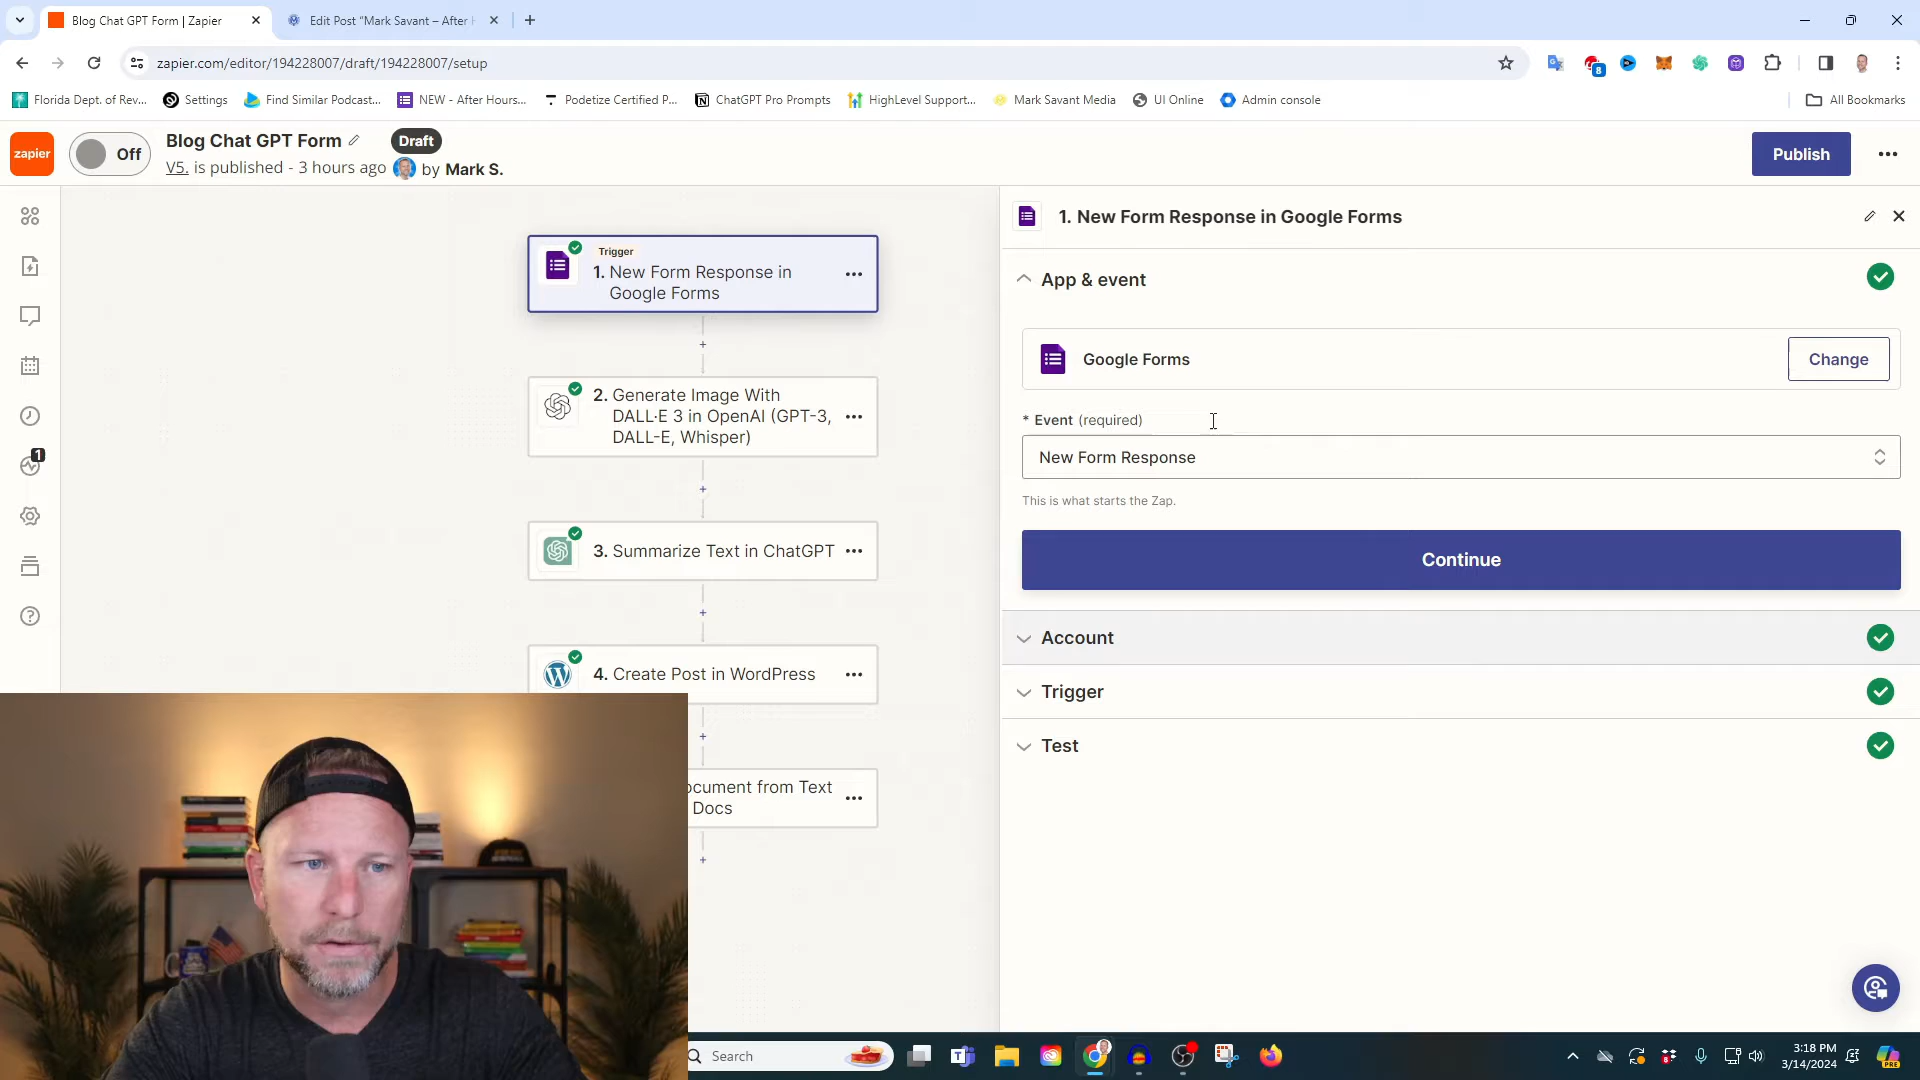 Blog Chat GPT Form | Zapier
Edit Post "Mark Savant – After H
zapier.com/editor/194228007/draft/194228007/setup
8
Florida Dept. of Rev...
Settings
Find Similar Podcast...
NEW - After Hours...
Podetize Certified P...
ChatGPT Pro Prompts
HighLevel Support...
Mark Savant Media
UI Online
Admin console
All Bookmarks
zapier
Off
Blog Chat GPT Form
Draft
V5. is published - 3 hours ago
by Mark S.
Publish
1
Trigger
1. New Form Response in
Google Forms
2. Generate Image With
DALL·E 3 in OpenAI (GPT-3,
DALL-E, Whisper)
3. Summarize Text in ChatGPT
4. Create Post in WordPress
ocument from Text
Docs
1. New Form Response in Google Forms
App & event
Google Forms
Change
* Event (required)
New Form Response
This is what starts the Zap.
Continue
Account
Trigger
Test
Search
3:18 PM
3/14/2024
PRE